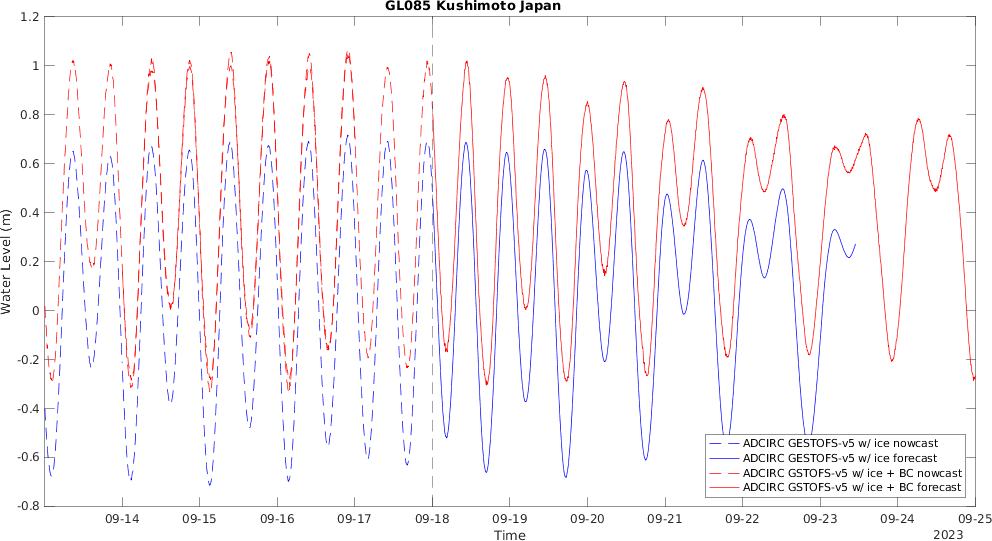 GL085 Kushimoto Japan
1.2
1
0.8
0.6
0.4
0.2
0
-0.2
-0.4
-0.6
-0.8
Water Level (m)
ADCIRC GESTOFS-v5 w/ ice nowcast
ADCIRC GESTOFS-v5 w/ ice forecast
ADCIRC GSTOFS-v5 w/ ice + BC nowcast
ADCIRC GSTOFS-v5 w/ ice + BC forecast
09-14 09-15 09-16 09-17 09-18 09-19 09-20 09-21 09-22 09-23 09-24 09-25
Time
2023